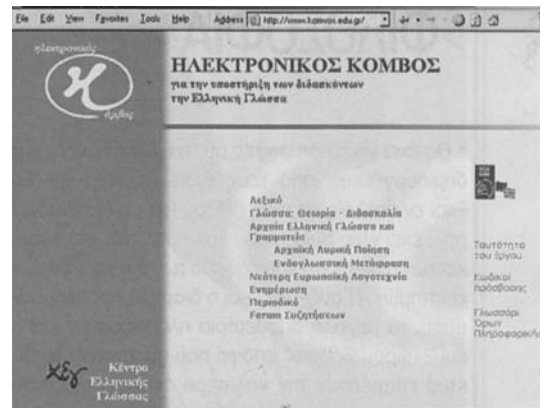 File Edit View Favorites Tools Help Address http://www.komvos.edu.gr/
ηλεκτρονικός
κ
όμβος
ΗΛΕΚΤΡΟΝΙΚΟΣ ΚΟΜΒΟΣ
για την υποστήριξη των διδασκόντων
την Ελληνική Γλώσσα
Λεξικό
Γλώσσα: Θεωρία - Διδασκαλία
Αρχαία Ελληνική Γλώσσα και
Γραμματεία
Αρχαϊκή Λυρική Ποίηση
Ενδογλωσσική Μετάφραση
Νεότερη Ευρωπαϊκή Λογοτεχνία
Ενημέρωση
Περιοδικό
Forum Συζητήσεων
Ταυτότητα
του Έργου
Κωδικοί
πρόσβασης
Γλωσσάρι
Όρων
Πληροφορικής
κεγ
Κέντρο
Ελληνικής
Γλώσσας